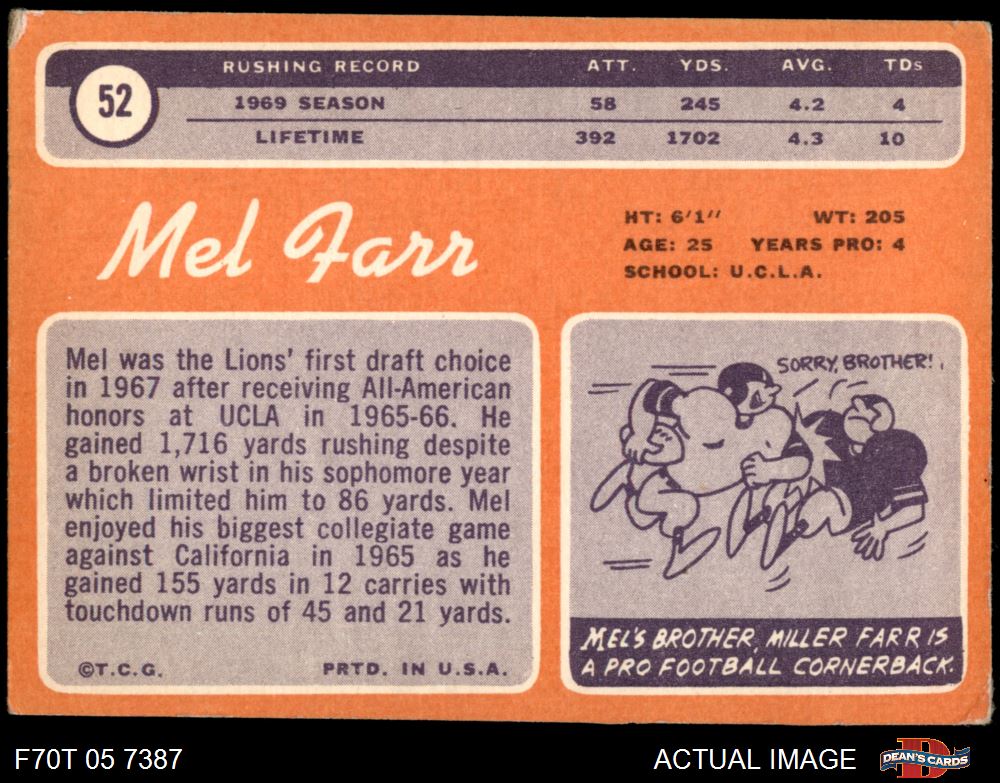 52
RUSHING RECORD ATT. YDS. AVG. TDs
1969 SEASON 58 245 4.2 4
LIFETIME 392 1702 4.3 10
Mel Farr
HT: 6'1" WT: 205
AGE: 25 YEARS PRO: 4
SCHOOL: U.C.L.A.
Mel was the Lions' first draft choice
in 1967 after receiving All-American
honors at UCLA in 1965-66. He
gained 1,716 yards rushing despite
a broken wrist in his sophomore year
which limited him to 86 yards. Mel
enjoyed his biggest collegiate game
against California in 1965 as he
gained 155 yards in 12 carries with
touchdown runs of 45 and 21 yards.
©T.C.G. PRTD. IN U.S.A.
SORRY, BROTHER!
MEL'S BROTHER, MILLER FARR IS
A PRO FOOTBALL CORNERBACK.
F70T 05 7387
ACTUAL IMAGE
D
DEAN'S CARDS